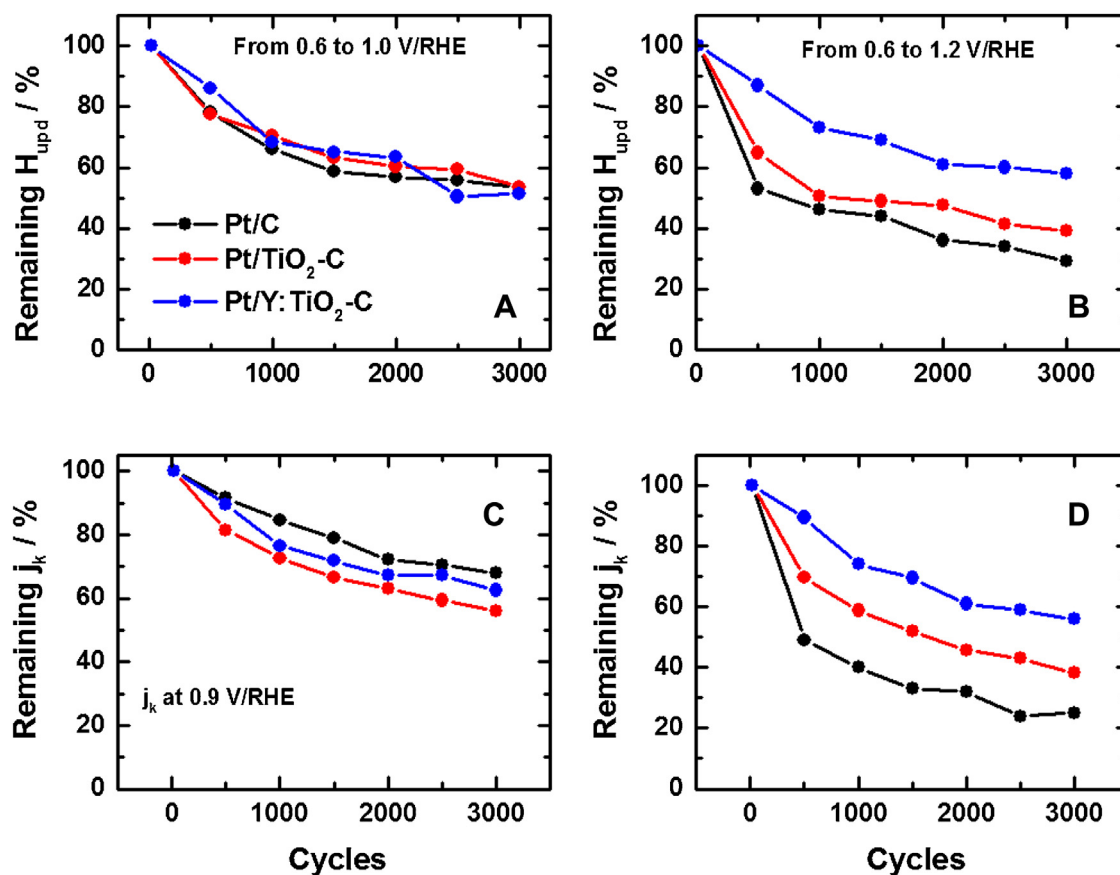 From 0.6 to 1.0 V/RHE
Remaining H_upd / %
100
80
60
40
20
0
Pt/C
Pt/TiO₂-C
Pt/Y:TiO₂-C
A
0 1000 2000 3000
From 0.6 to 1.2 V/RHE
Remaining H_upd / %
100
80
60
40
20
0
B
0 1000 2000 3000
Remaining j_k / %
100
80
60
40
20
0
C
j_k at 0.9 V/RHE
0 1000 2000 3000
Cycles
Remaining j_k / %
100
80
60
40
20
0
D
0 1000 2000 3000
Cycles